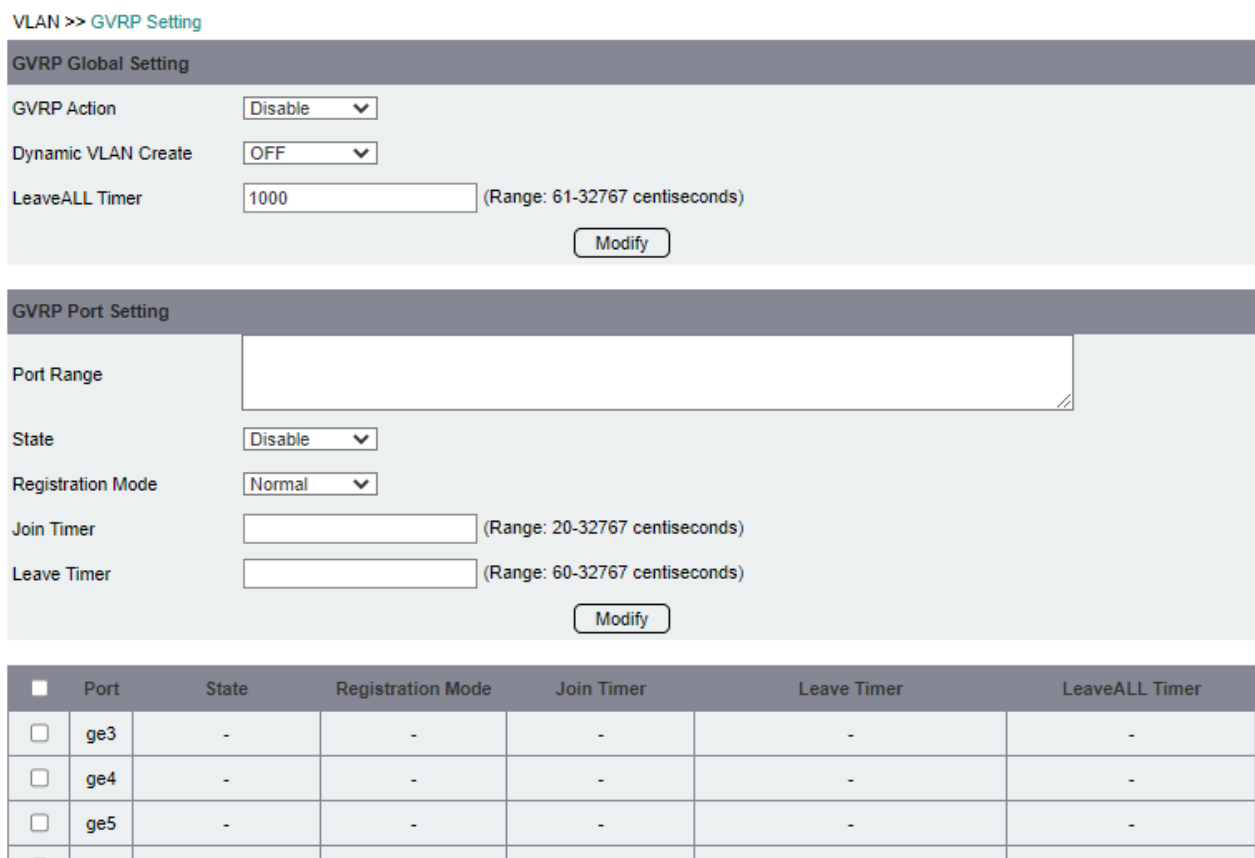 VLAN >> GVRP Setting
GVRP Global Setting
GVRP Action Disable
Dynamic VLAN Create OFF
LeaveALL Timer 1000 (Range: 61-32767 centiseconds)
Modify
GVRP Port Setting
Port Range
State Disable
Registration Mode Normal
Join Timer (Range: 20-32767 centiseconds)
Leave Timer (Range: 60-32767 centiseconds)
Modify
Port State Registration Mode Join Timer Leave Timer LeaveALL Timer
ge3 - - - - -
ge4 - - - - -
ge5 - - - - -